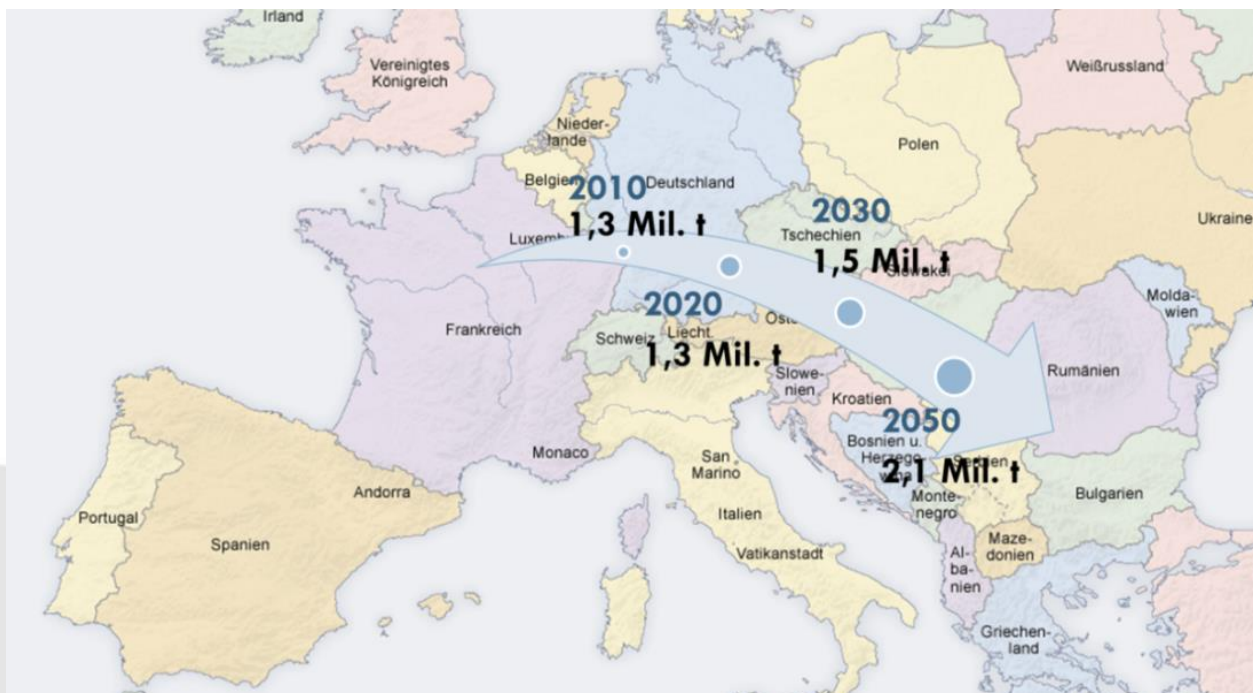 Irland
Vereinigtes
Königreich
Weißrussland
Nieder-
lande
Polen
Belgien
2010
Deutschland
1,3 Mil. t
2030
Tschechien
Ukraine
Luxemb
1,5 Mil. t
Slowakei
Molda-
wien
2020
Frankreich
Schweiz
Liecht.
Öste
1,3 Mil. t
Slowe-
nien
Rumänien
Kroatien
2050
Bosnien u.
Herzego
wina
Serbien
2,1 Mil. t
Monaco
San
Marino
Andorra
Monte-
negro
Bulgarien
Portugal
Spanien
Italien
Vatikanstadt
Maze-
donien
Al-
ba-
nien
Griechen-
land